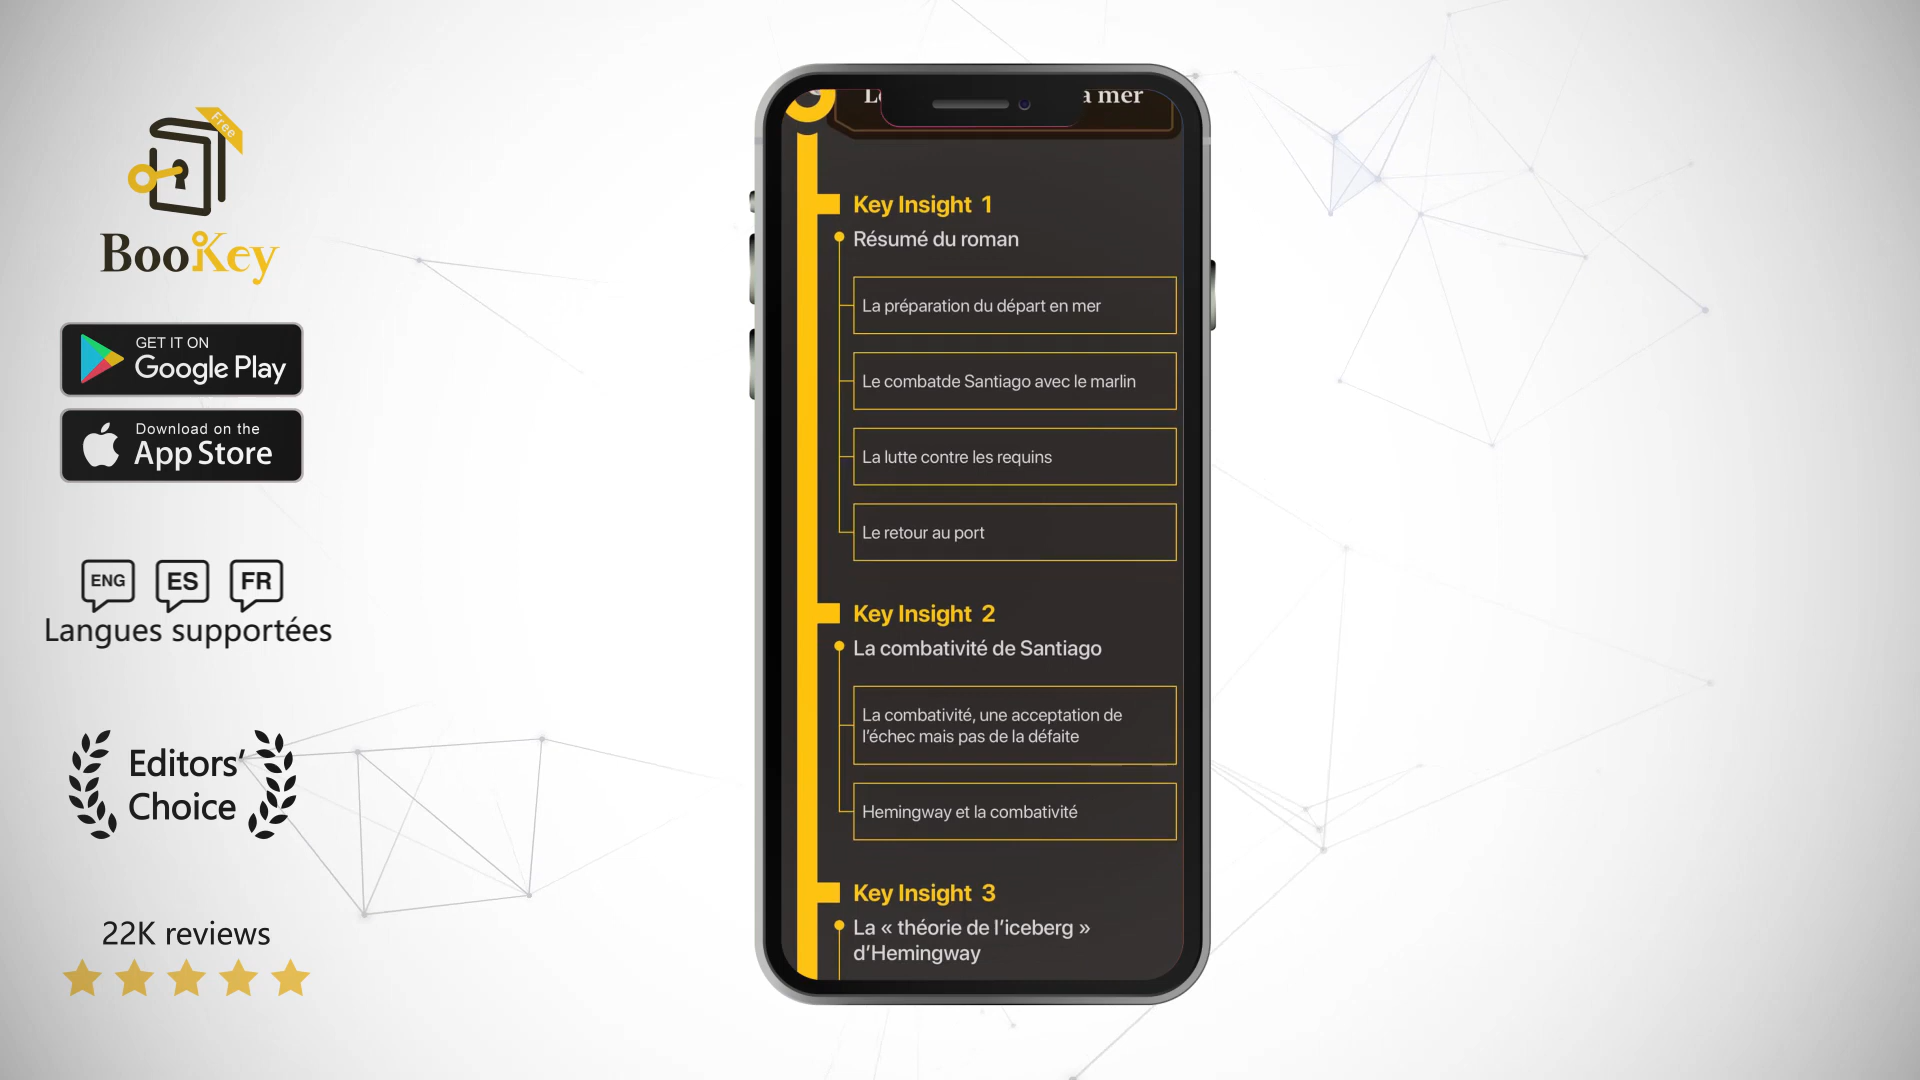 Free
BooKey
GET IT ON
Google Play
Download on the
App Store
ENG ES FR
Langues supportées
Editors'
Choice
22K reviews
mer
Key Insight 1
Résumé du roman
La préparation du départ en mer
Le combatde Santiago avec le marlin
La lutte contre les requins
Le retour au port
Key Insight 2
La combativité de Santiago
La combativité, une acceptation de
l'échec mais pas de la défaite
Hemingway et la combativité
Key Insight 3
La « théorie de l'iceberg »
d'Hemingway